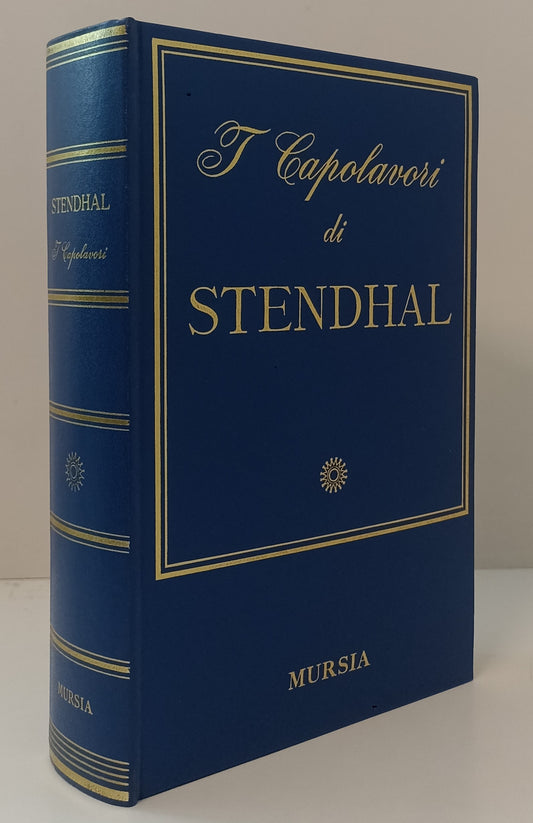 STENDHAL
I Capolavori
MURSIA
I Capolavori
di
STENDHAL
MURSIA